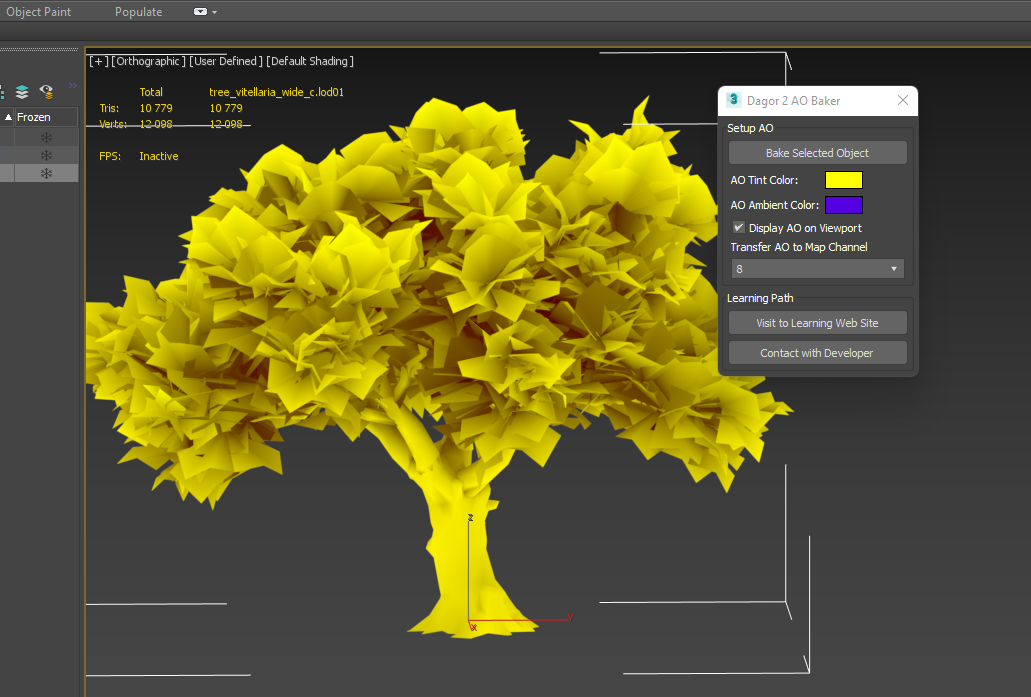 Object Paint Populate
[+] [Orthographic] [User Defined] [Default Shading]
Total tree_vitellaria_wide_c.lod01
Tris: 10 779 10 779
Verts: 12 098 12 098
FPS: Inactive
Frozen
3 Dagor 2 AO Baker
Setup AO
Bake Selected Object
AO Tint Color:
AO Ambient Color:
Display AO on Viewport
Transfer AO to Map Channel
8
Learning Path
Visit to Learning Web Site
Contact with Developer
z
y
x